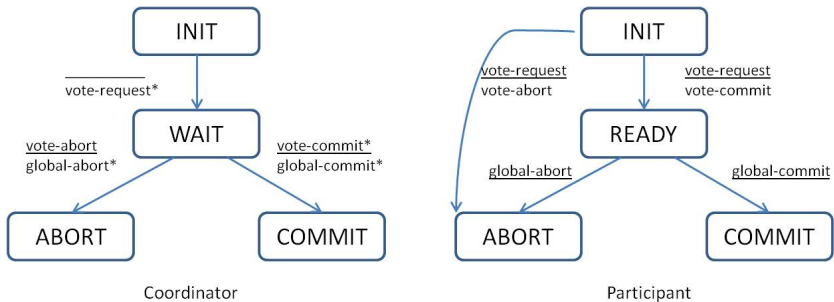 INIT
vote-request*
WAIT
vote-abort
global-abort*
vote-commit*
global-commit*
ABORT
COMMIT
Coordinator
INIT
vote-request
vote-abort
vote-request
vote-commit
READY
global-abort
global-commit
ABORT
COMMIT
Participant